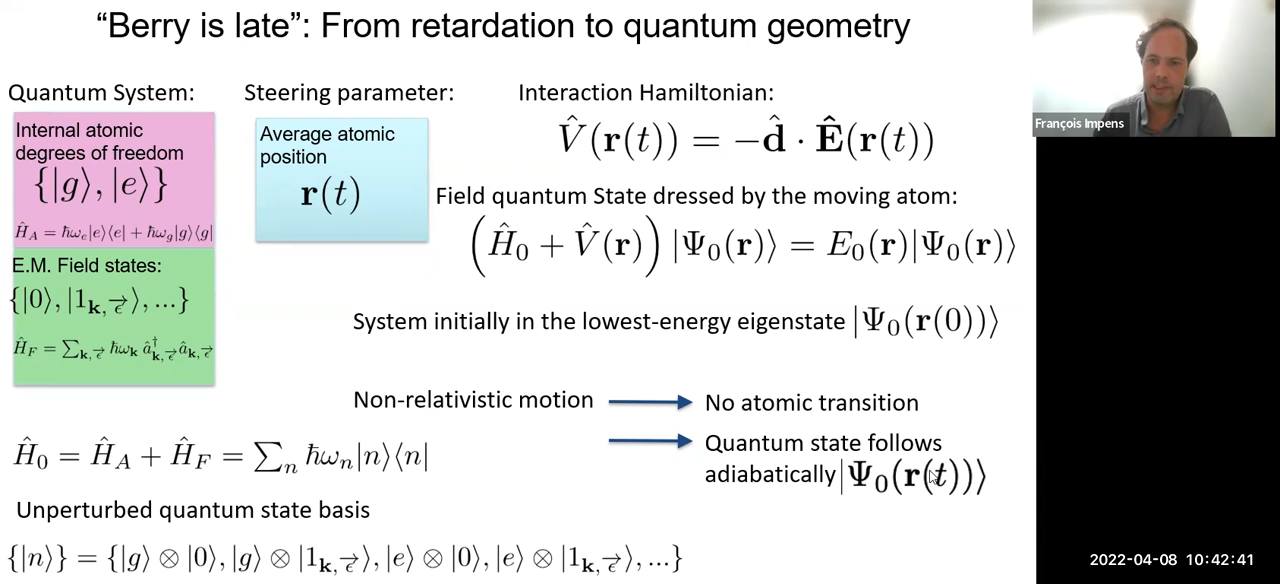 “Berry is late”: From retardation to quantum geometry
Quantum System:
Internal atomic
degrees of freedom
{|g⟩, |e⟩}
Ĥ_A = ħω_e|e⟩⟨e| + ħω_g|g⟩⟨g|
E.M. Field states:
{|0⟩, |1_{𝐤,ϵ⃗}⟩, ...}
Ĥ_F = ∑_{𝐤,ϵ⃗} ħω_𝐤 â†_{𝐤,ϵ⃗} â_{𝐤,ϵ⃗}
Steering parameter:
Average atomic
position
𝐫(t)
Interaction Hamiltonian:
V̂(𝐫(t)) = −𝐝̂ · 𝐄̂(𝐫(t))
Field quantum State dressed by the moving atom:
(Ĥ_0 + V̂(𝐫)) |Ψ_0(𝐫)⟩ = E_0(𝐫)|Ψ_0(𝐫)⟩
System initially in the lowest-energy eigenstate |Ψ_0(𝐫(0))⟩
Non-relativistic motion
No atomic transition
Quantum state follows
adiabatically |Ψ_0(𝐫(t))⟩
Ĥ_0 = Ĥ_A + Ĥ_F = ∑_n ħω_n|n⟩⟨n|
Unperturbed quantum state basis
{|n⟩} = {|g⟩ ⊗ |0⟩, |g⟩ ⊗ |1_{𝐤,ϵ⃗}⟩, |e⟩ ⊗ |0⟩, |e⟩ ⊗ |1_{𝐤,ϵ⃗}⟩, ...}
François Impens
2022-04-08 10:42:41